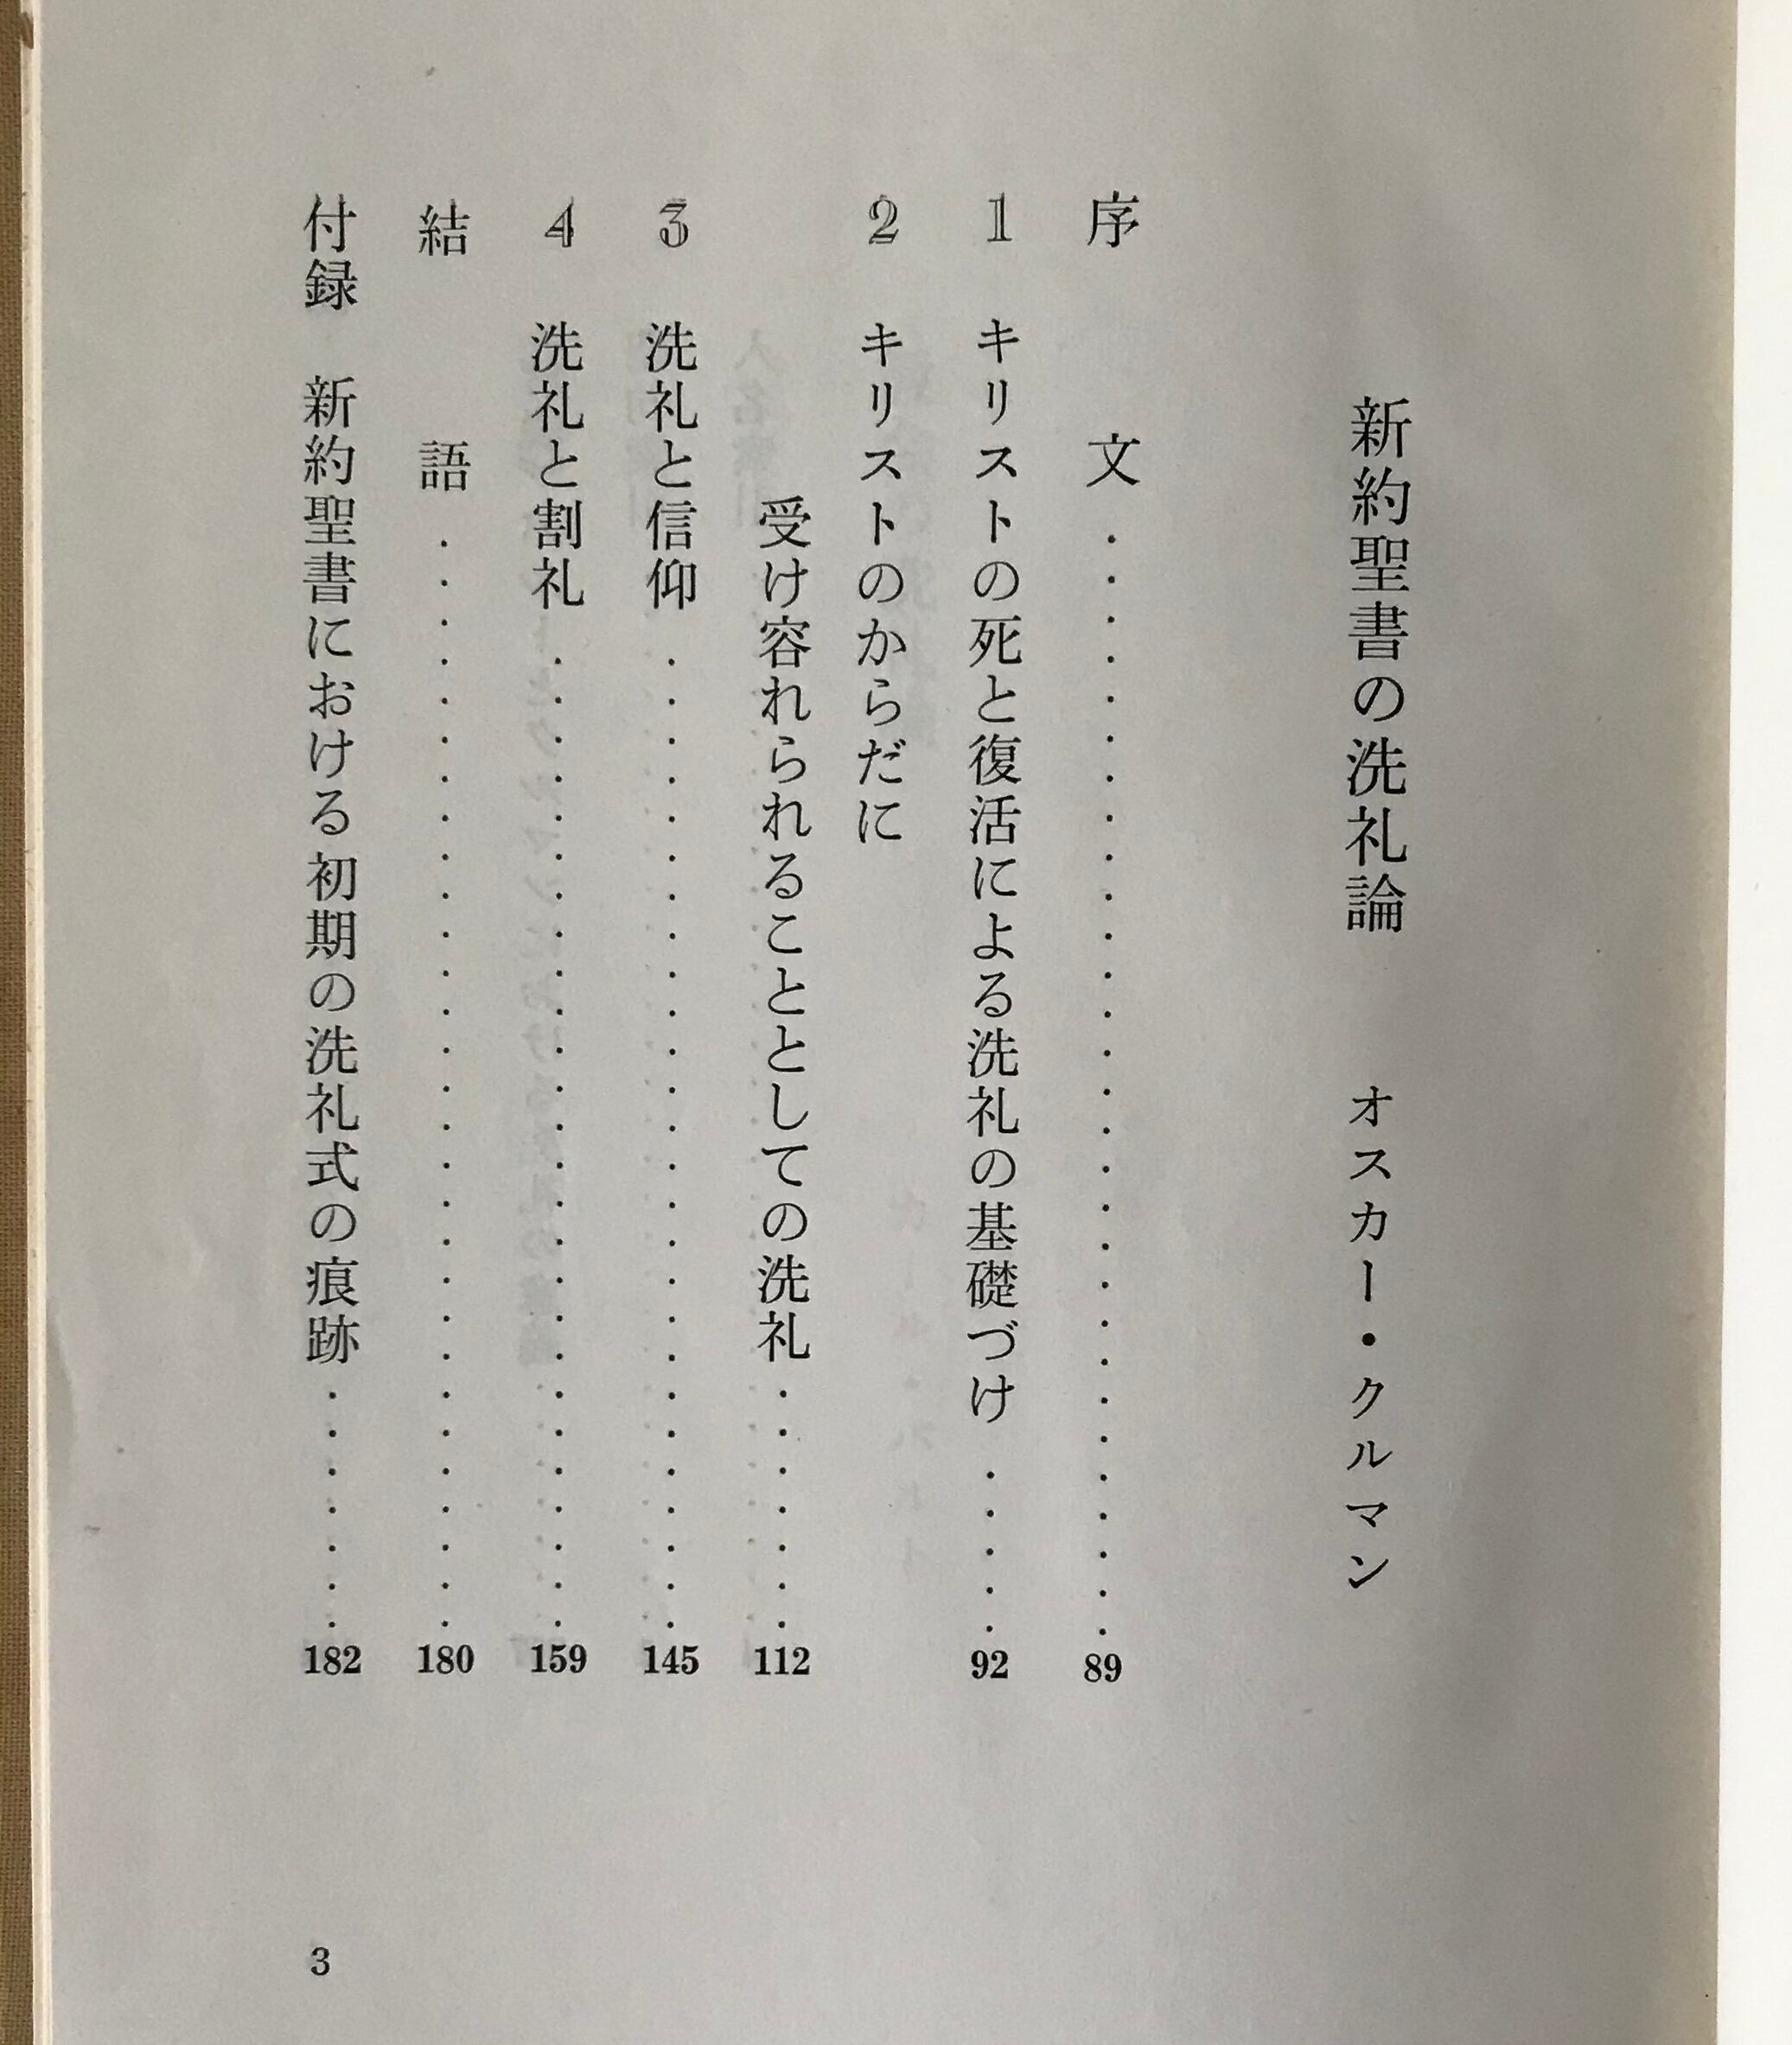 新約聖書の洗礼論 オスカー・クルマン
序文 89
1 キリストの死と復活による洗礼の基礎づけ 92
2 キリストのからだに
受け容れられることとしての洗礼 112
3 洗礼と信仰 145
4 洗礼と割礼 159
結語 180
付録 新約聖書における初期の洗礼式の痕跡 182
3